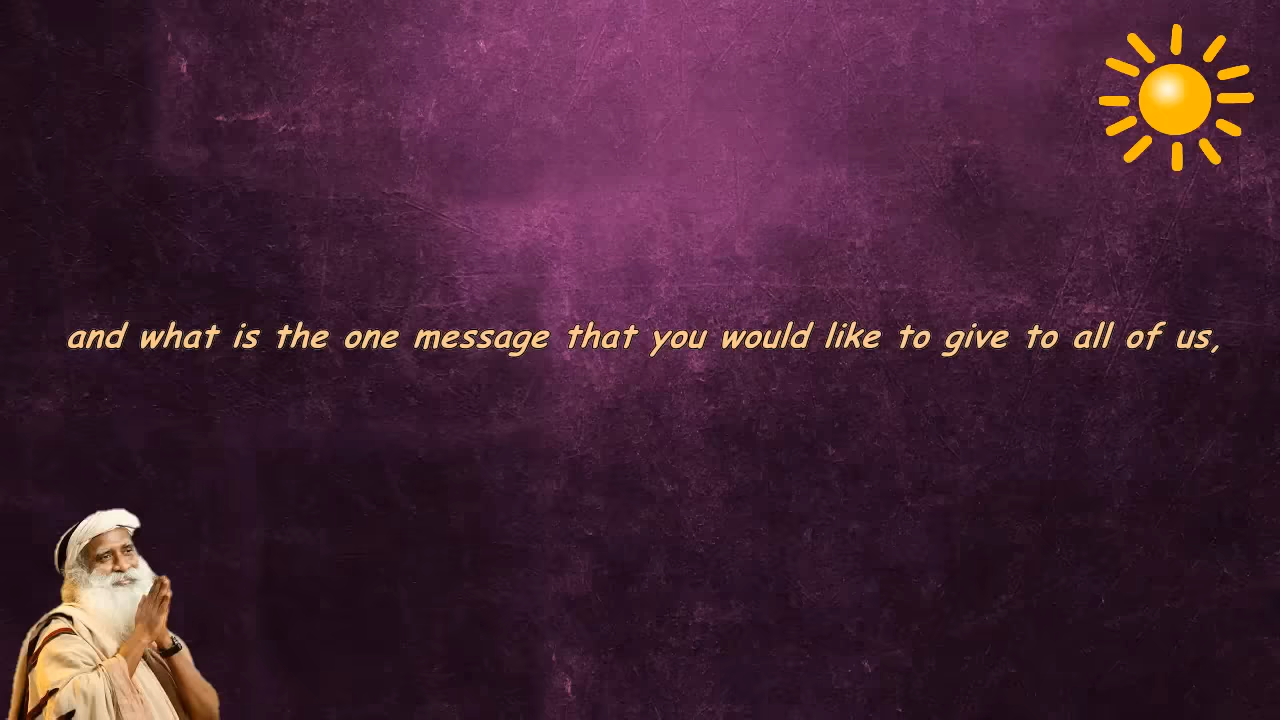 and what is the one message that you would like to give to all of us,